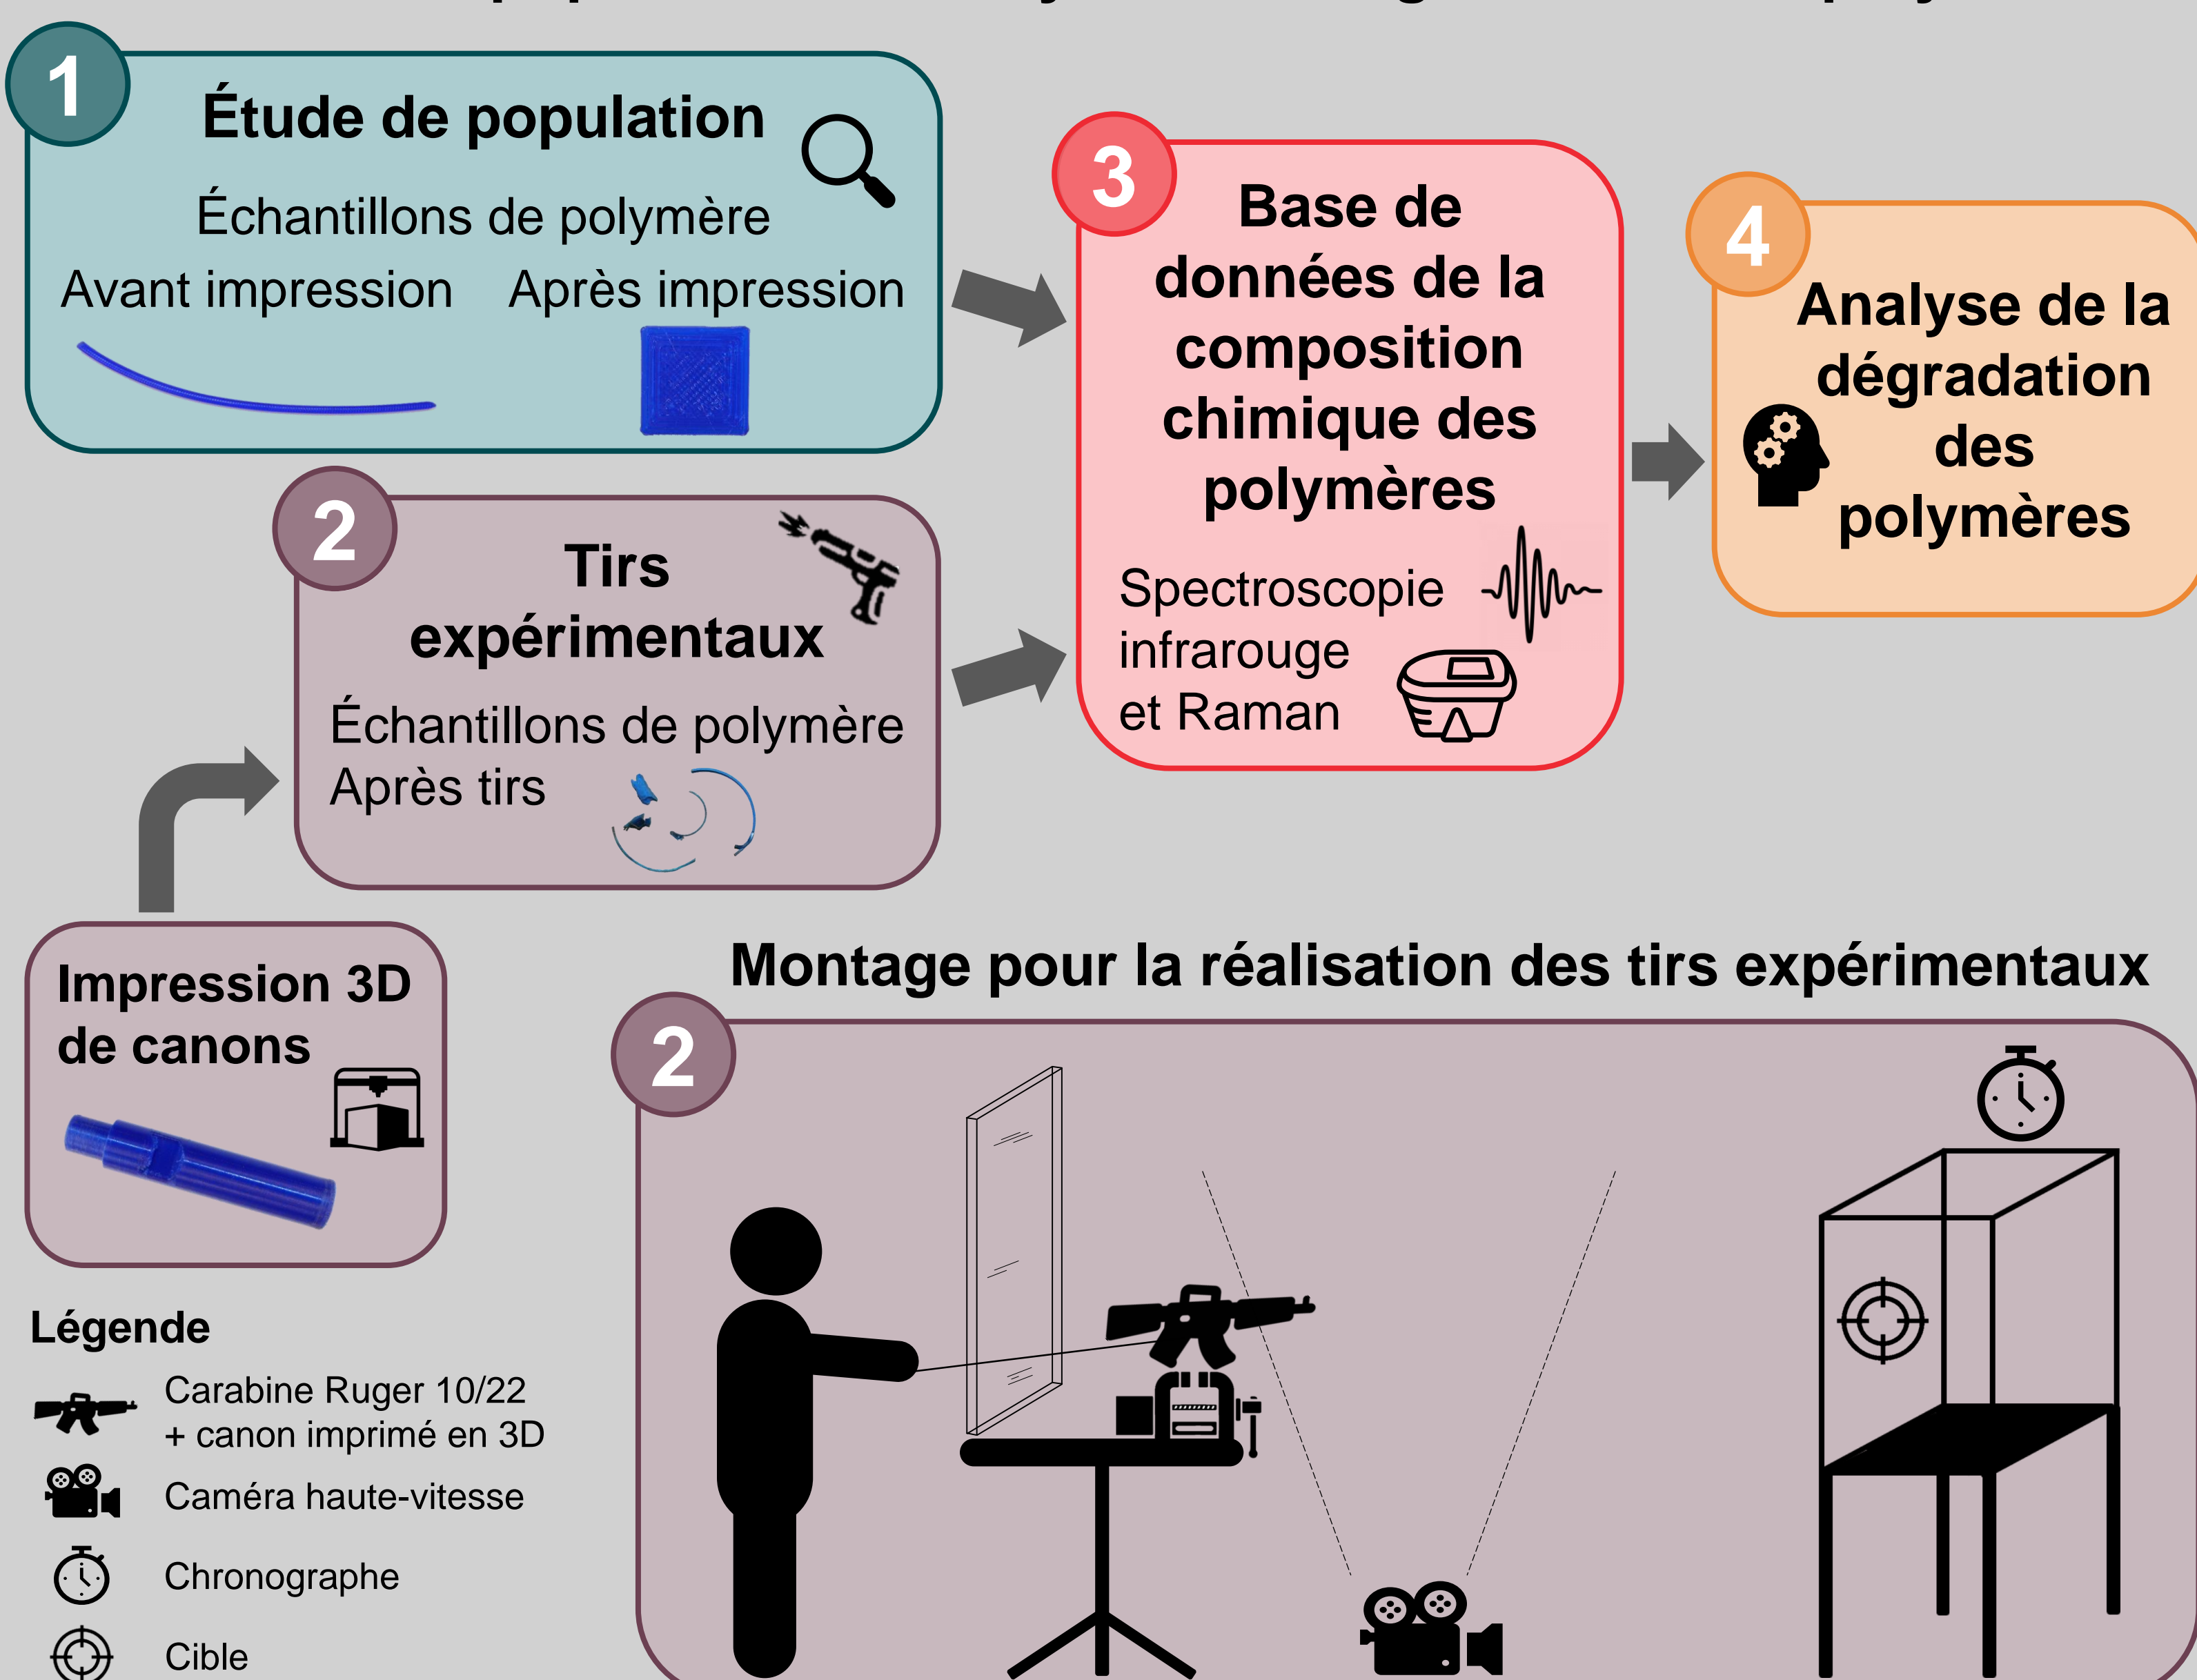 1
Étude de population
Échantillons de polymère
Avant impression
Après impression
2
Tirs
expérimentaux
Échantillons de polymère
Après tirs
3
Base de
données de la
composition
chimique des
polymères
Spectroscopie
infrarouge
et Raman
4
Analyse de la
dégradation
des
polymères
Impression 3D
de canons
Légende
Carabine Ruger 10/22
+ canon imprimé en 3D
Caméra haute-vitesse
Chronographe
Cible
Montage pour la réalisation des tirs expérimentaux
2